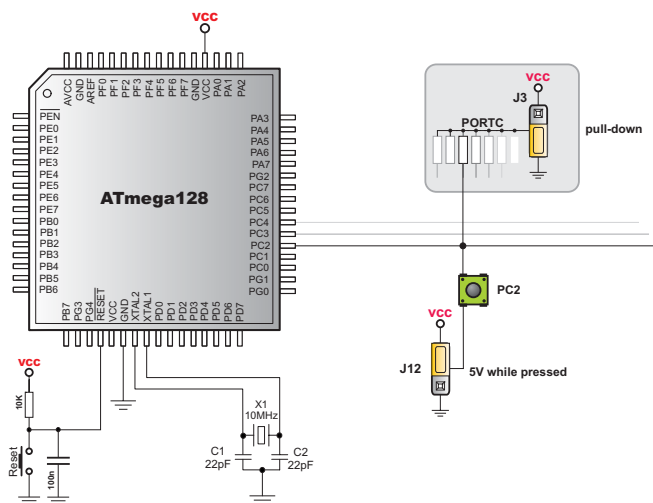 VCC
AVCC
GND
AREF
PF0
PF1
PF2
PF3
PF4
PF5
PF6
PF7
GND
VCC
PA0
PA1
PA2
PEN
PE0
PE1
PE2
PE3
PE4
PE5
PE6
PE7
PB0
PB1
PB2
PB3
PB4
PB5
PB6
ATmega128
PA3
PA4
PA5
PA6
PA7
PG2
PC7
PC6
PC5
PC4
PC3
PC2
PC1
PC0
PG1
PG0
PB7
PG3
PG4
RESET
VCC
GND
XTAL2
XTAL1
PD0
PD1
PD2
PD3
PD4
PD5
PD6
PD7
VCC
J3
PORTC
pull-down
PC2
VCC
J12
5V while pressed
VCC
10K
Reset
100n
X1
10MHz
C1
22pF
C2
22pF